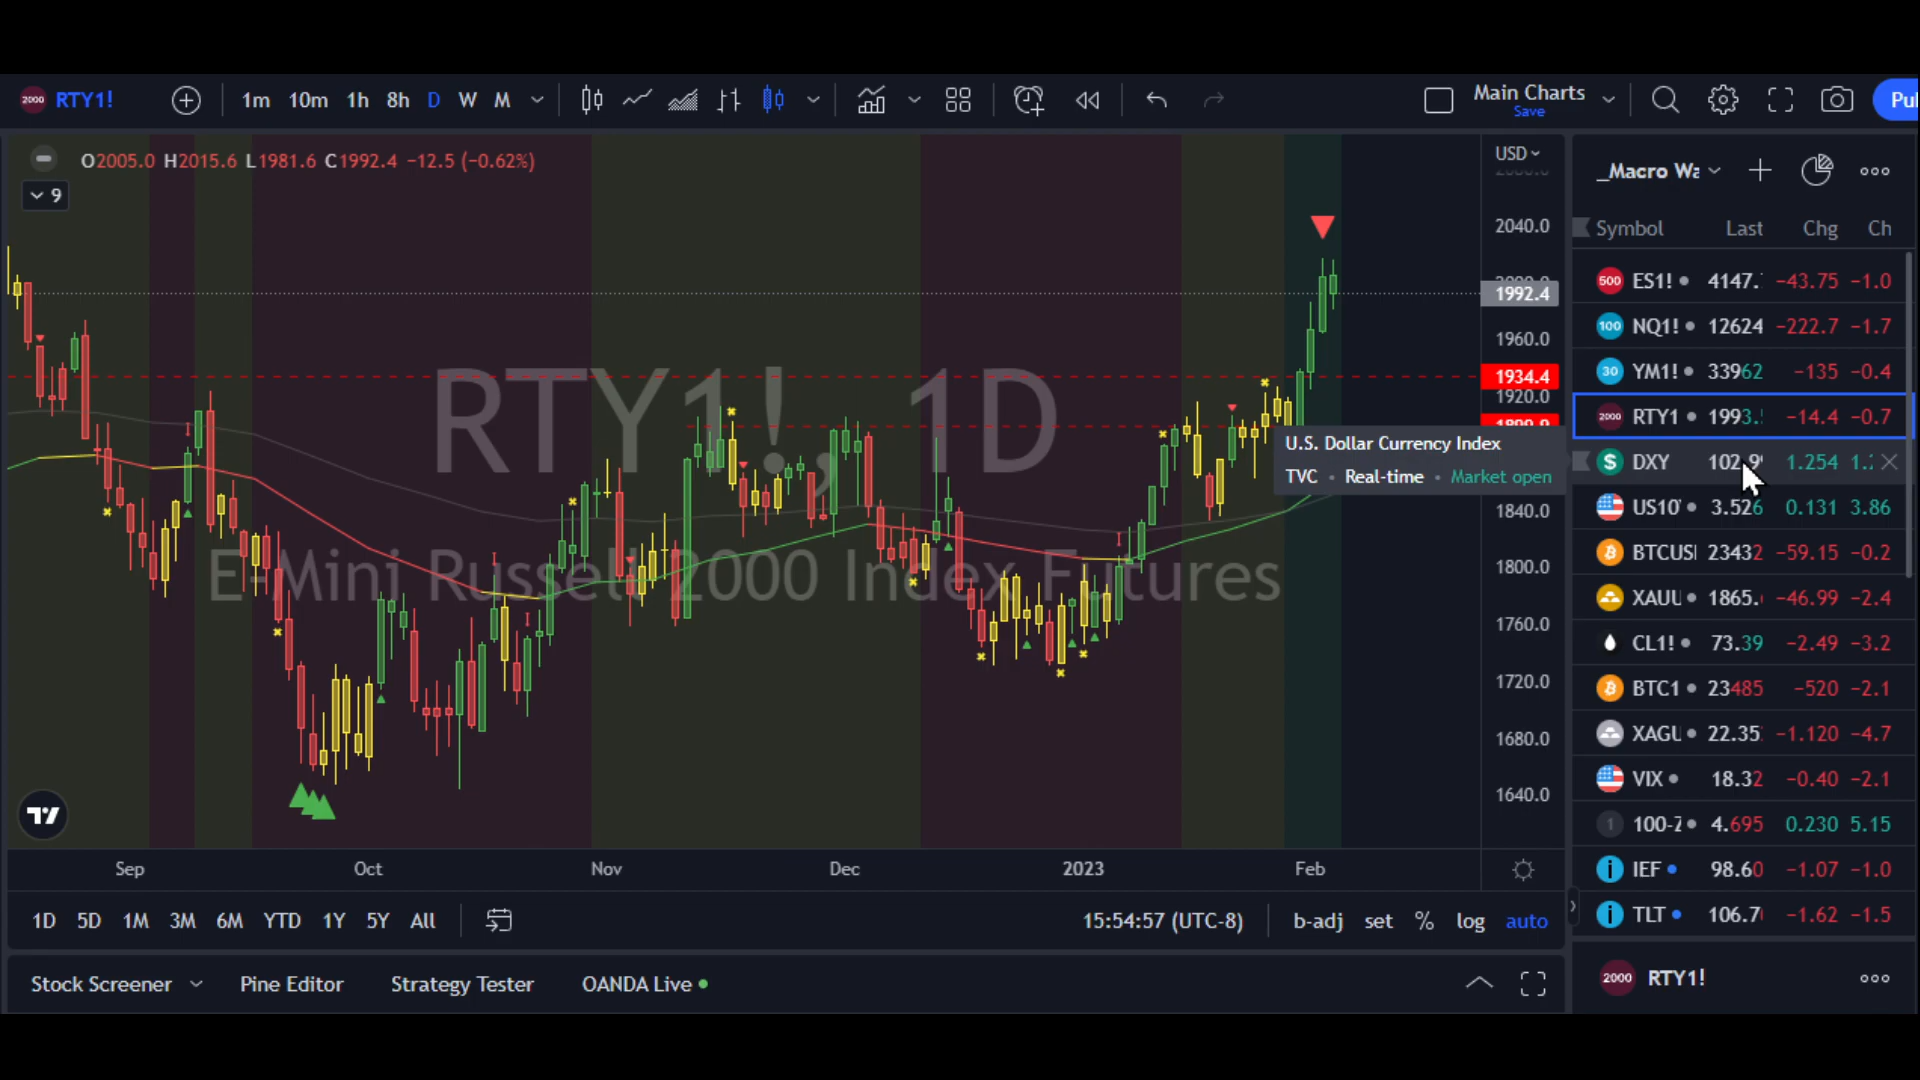 2000 RTY1! 1m 10m 1h 8h D W M Main Charts Save Pul
O2005.0 H2015.6 L1981.6 C1992.4 −12.5 (−0.62%)
9
USD
2040.0
1992.4
1960.0
1934.4
1920.0
1840.0
1800.0
1760.0
1720.0
1680.0
1640.0
RTY1!, 1D
E-Mini Russell 2000 Index Futures
U.S. Dollar Currency Index
TVC • Real-time • Market open
Sep Oct Nov Dec 2023 Feb
1D 5D 1M 3M 6M YTD 1Y 5Y All 15:54:57 (UTC-8) b-adj set % log auto
Stock Screener Pine Editor Strategy Tester OANDA Live
_Macro Wa
Symbol Last Chg Ch
500 ES1! 4147. −43.75 −1.0
100 NQ1! 12624 −222.7 −1.7
30 YM1! 33962 −135 −0.4
2000 RTY1 1993. −14.4 −0.7
$ DXY 102.9 1.254 1.
US10 3.526 0.131 3.86
BTCUS 23432 −59.15 −0.2
XAUU 1865. −46.99 −2.4
CL1! 73.39 −2.49 −3.2
BTC1 23485 −520 −2.1
XAGU 22.35 −1.120 −4.7
VIX 18.32 −0.40 −2.1
1 100-Z 4.695 0.230 5.15
i IEF 98.60 −1.07 −1.0
i TLT 106.7 −1.62 −1.5
2000 RTY1!